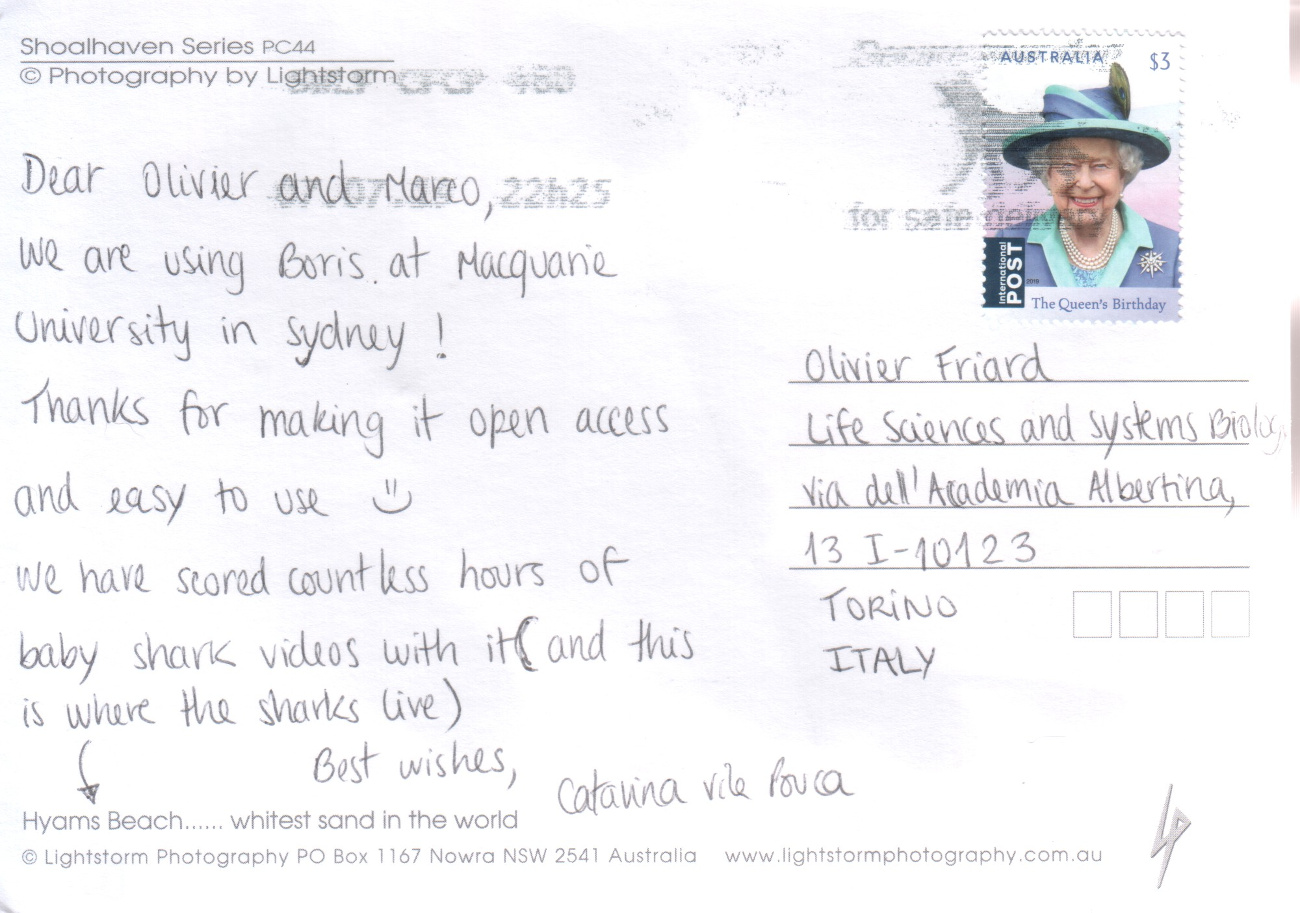 Shoalhaven Series PC44
© Photography by Lightstorm
22h25
for safe
AUSTRALIA $3
International POST
2019
The Queen's Birthday
Dear Olivier and Marco,
We are using Boris. at Macquarie
University in Sydney !
Thanks for making it open access
and easy to use
We have scored countless hours of
baby shark videos with it (and this
is where the sharks live)
Best wishes,
Catarina Vila Pouca
Olivier Friard
Life Sciences and Systems Biolog
via dell'Academia Albertina,
13 I-10123
TORINO
ITALY
Hyams Beach...... whitest sand in the world
© Lightstorm Photography PO Box 1167 Nowra NSW 2541 Australia www.lightstormphotography.com.au